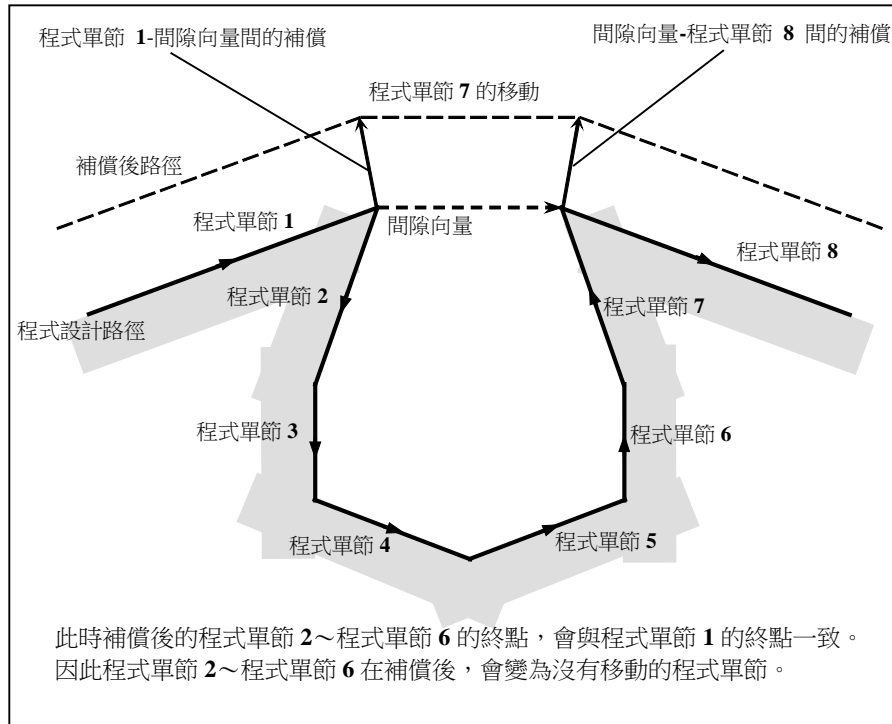 程式單節 1-間隙向量間的補償
間隙向量-程式單節 8 間的補償
程式單節 7 的移動
補償後路徑
程式單節 1
間隙向量
程式單節 8
程式單節 2
程式單節 7
程式設計路徑
程式單節 3
程式單節 6
程式單節 4
程式單節 5
此時補償後的程式單節 2～程式單節 6 的終點，會與程式單節 1 的終點一致。
因此程式單節 2～程式單節 6 在補償後，會變為沒有移動的程式單節。